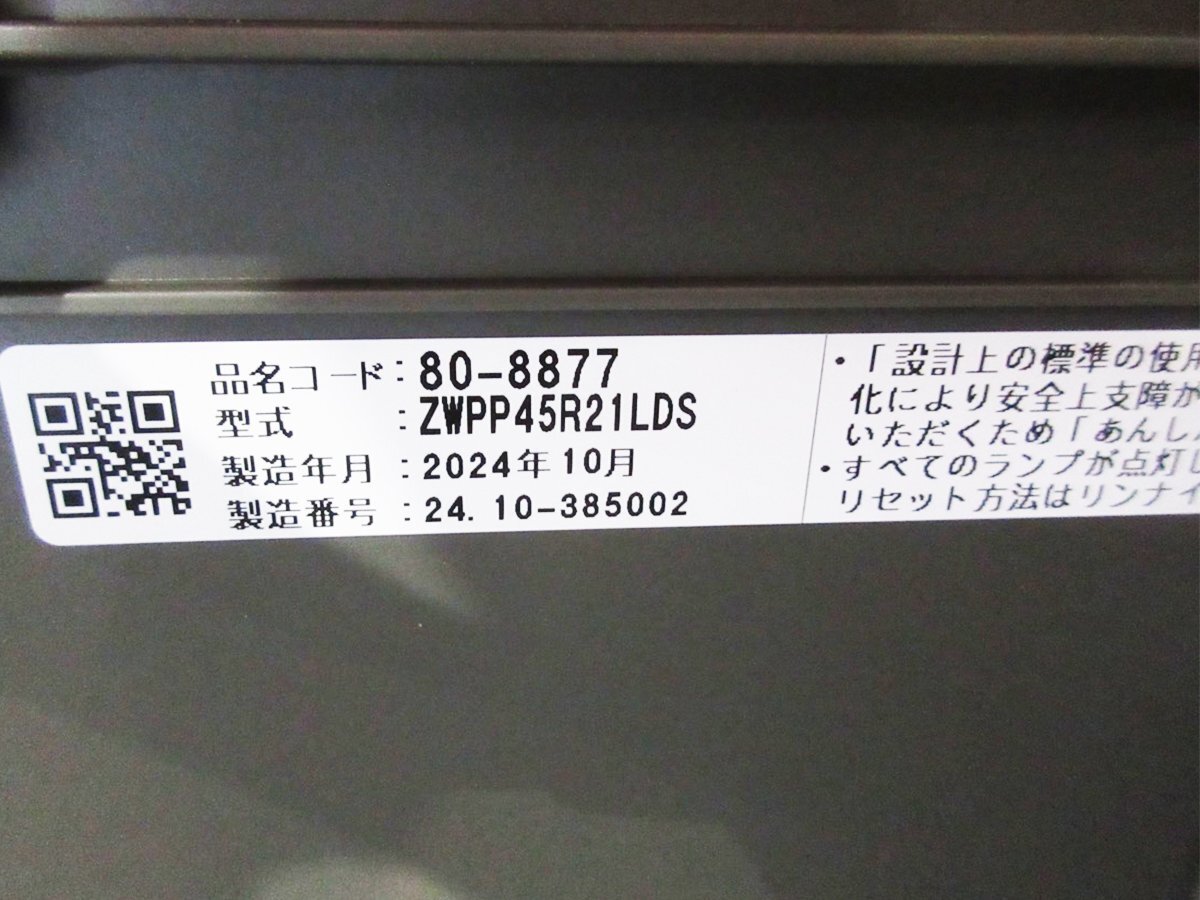 品名コード：80-8877
型式　　　：ZWPP45R21LDS
製造年月　：2024年10月
製造番号　：24.10-385002
・「設計上の標準の使用
化により安全上支障が
いただくため「あんし
・すべてのランプが点灯し
リセット方法はリンナイ